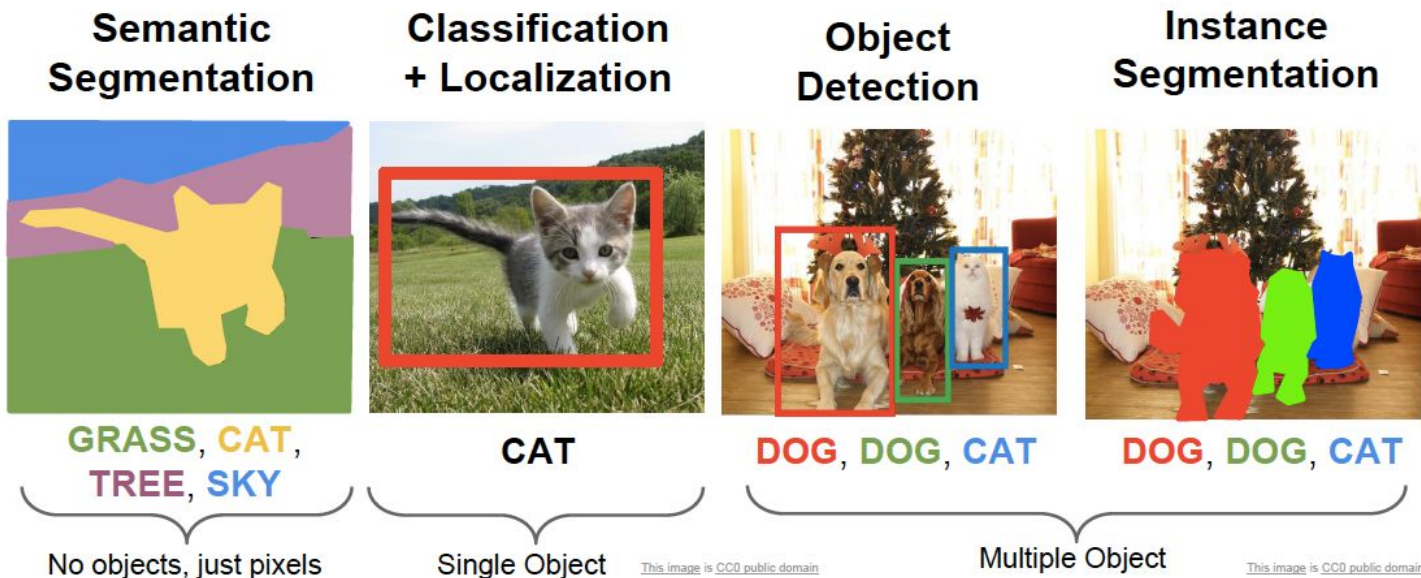 Semantic
Segmentation
Classification
+ Localization
Object
Detection
Instance
Segmentation
GRASS, CAT,
TREE, SKY
CAT
DOG, DOG, CAT
DOG, DOG, CAT
No objects, just pixels
Single Object
Multiple Object
This image is CC0 public domain
This image is CC0 public domain